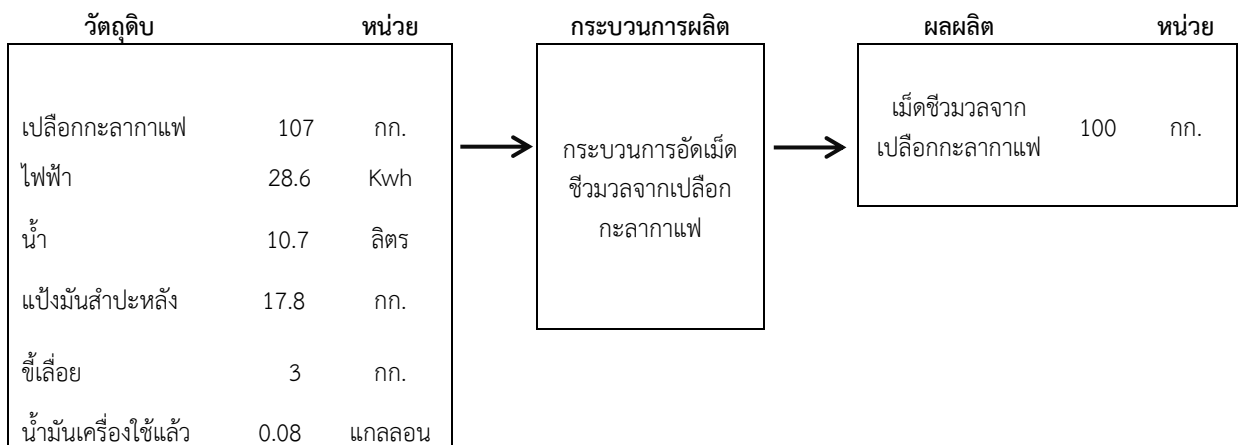 วัตถุดิบ หน่วย กระบวนการผลิต ผลผลิต หน่วย
เปลือกกะลากาแฟ 107 กก.
ไฟฟ้า 28.6 Kwh
น้ำ 10.7 ลิตร
แป้งมันสำปะหลัง 17.8 กก.
ขี้เลื่อย 3 กก.
น้ำมันเครื่องใช้แล้ว 0.08 แกลลอน
กระบวนการอัดเม็ด
ชีวมวลจากเปลือก
กะลากาแฟ
เม็ดชีวมวลจาก
เปลือกกะลากาแฟ 100 กก.